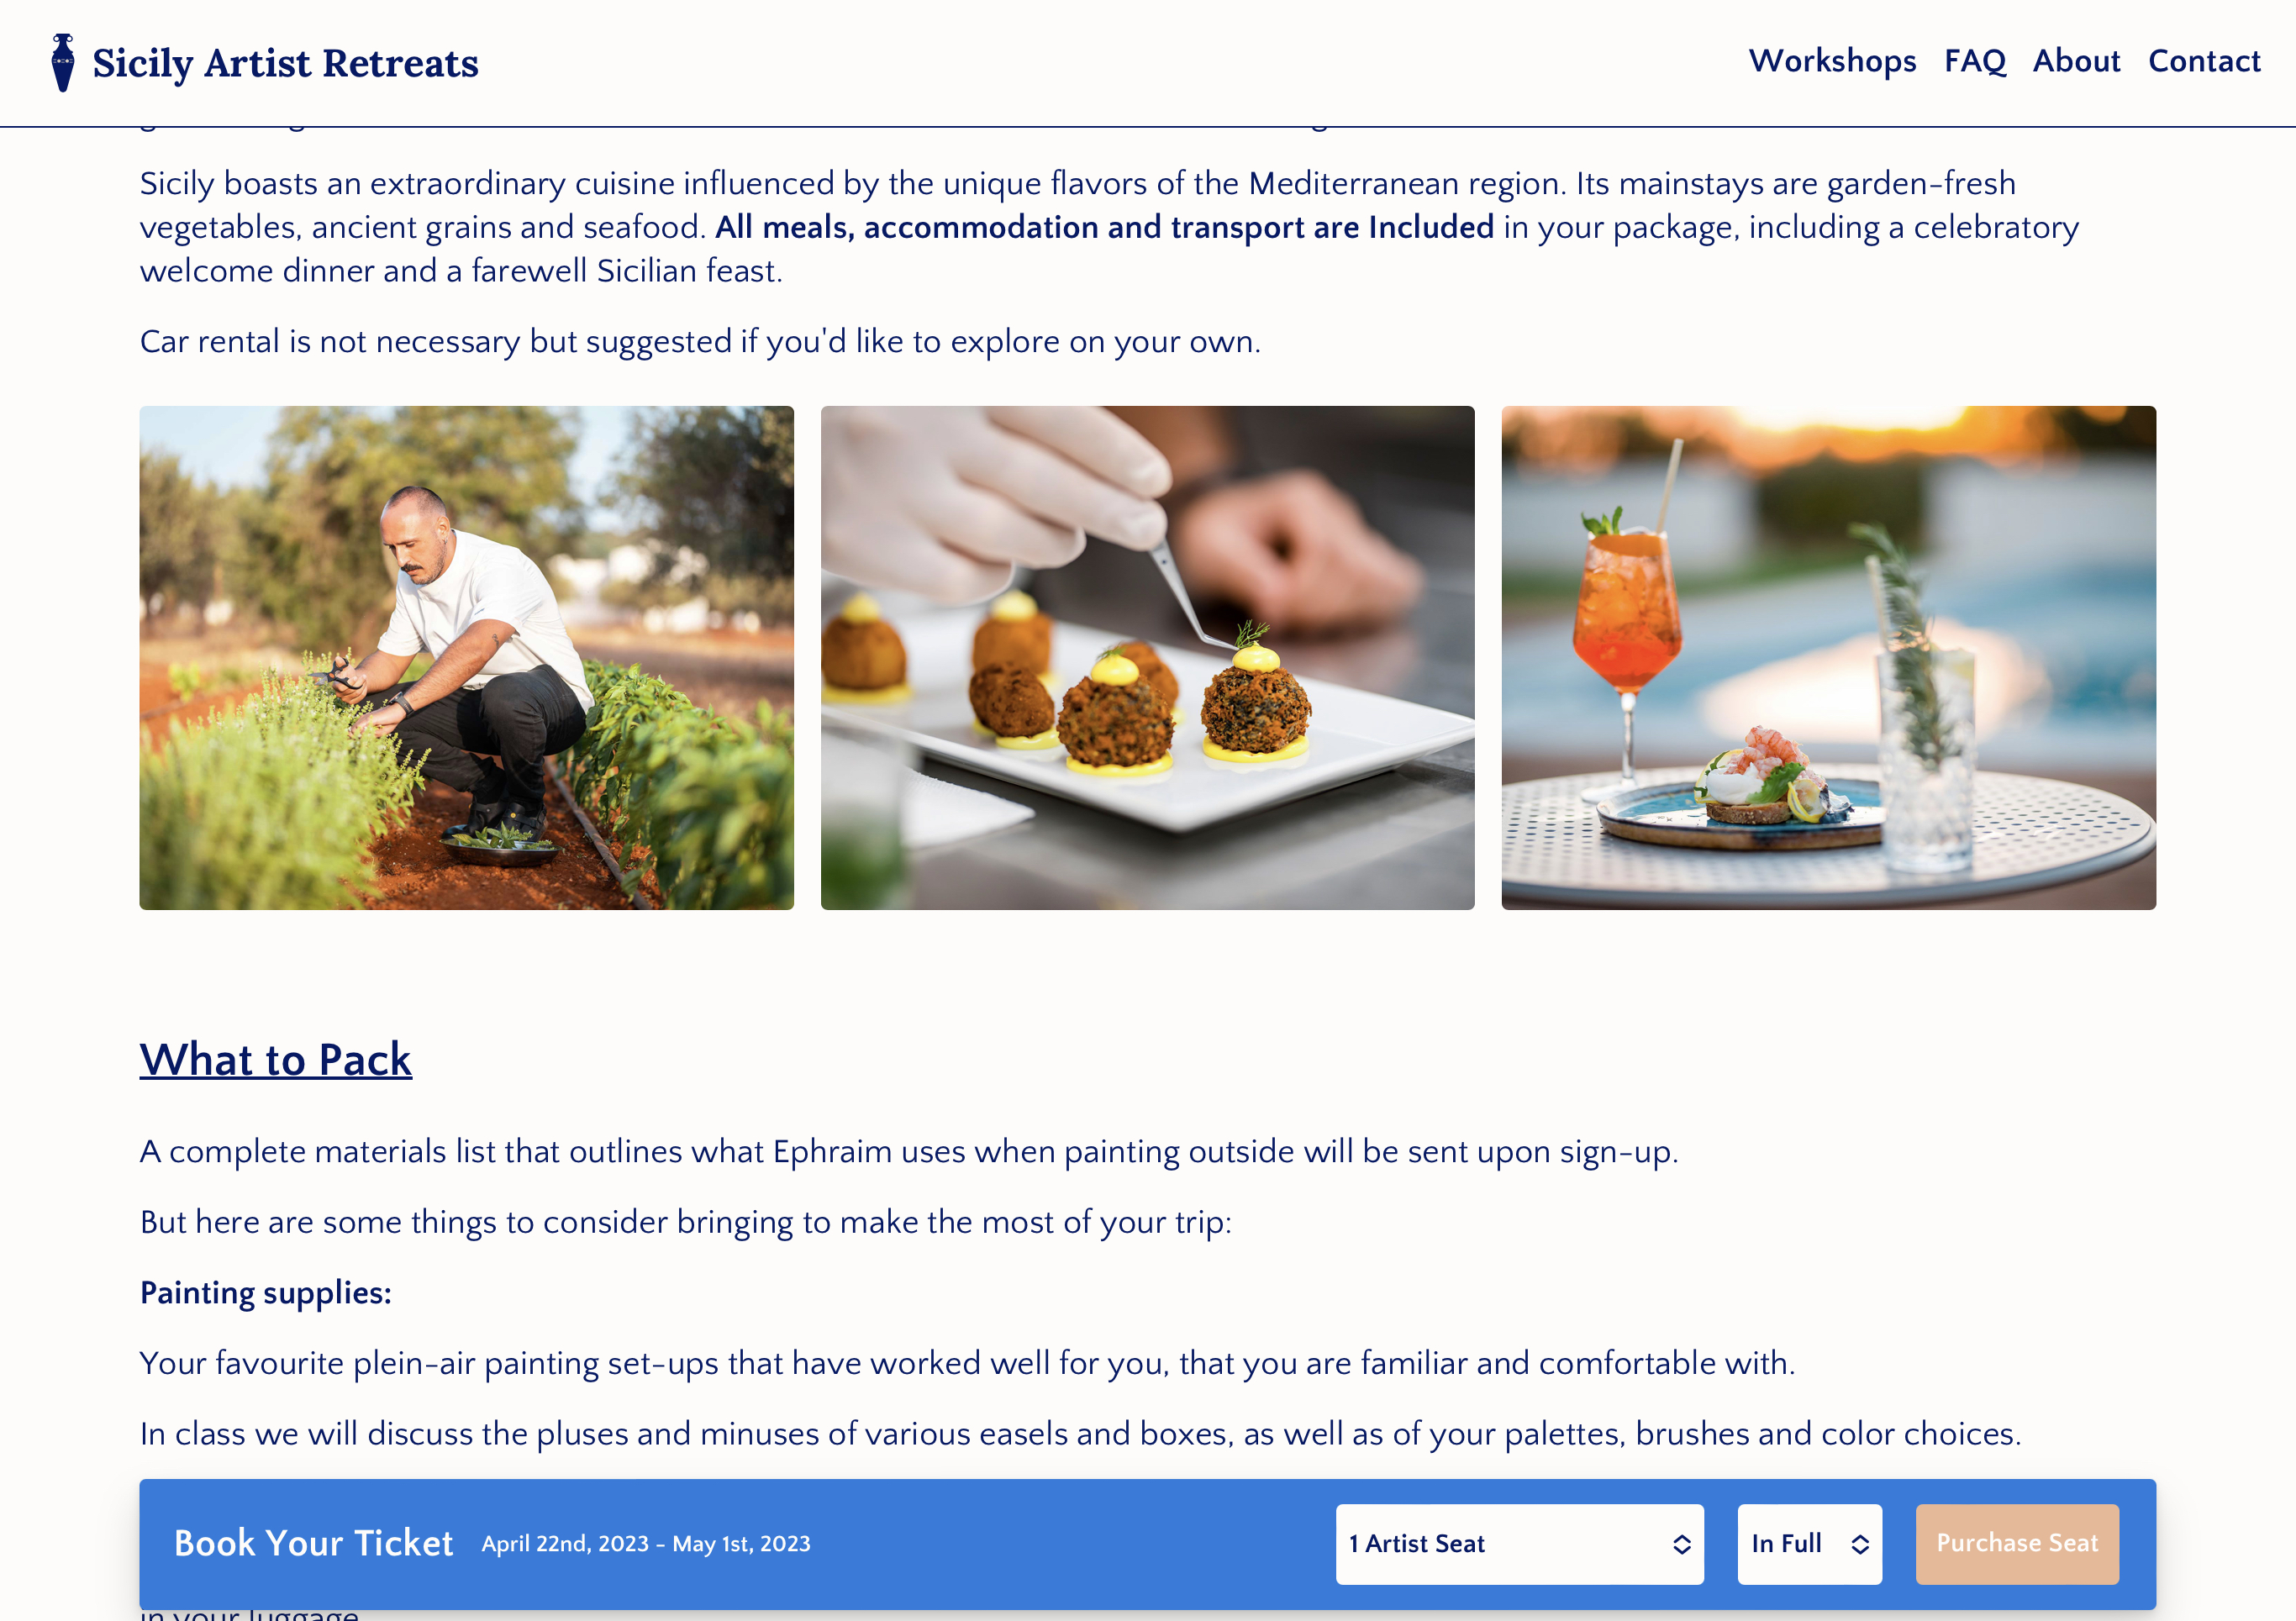 Sicily Artist Retreats
Workshops FAQ About Contact
Sicily boasts an extraordinary cuisine influenced by the unique flavors of the Mediterranean region. Its mainstays are garden-fresh
vegetables, ancient grains and seafood. All meals, accommodation and transport are Included in your package, including a celebratory
welcome dinner and a farewell Sicilian feast.
Car rental is not necessary but suggested if you'd like to explore on your own.
What to Pack
A complete materials list that outlines what Ephraim uses when painting outside will be sent upon sign-up.
But here are some things to consider bringing to make the most of your trip:
Painting supplies:
Your favourite plein-air painting set-ups that have worked well for you, that you are familiar and comfortable with.
In class we will discuss the pluses and minuses of various easels and boxes, as well as of your palettes, brushes and color choices.
Book Your Ticket April 22nd, 2023 - May 1st, 2023
1 Artist Seat
In Full
Purchase Seat
in your luggage